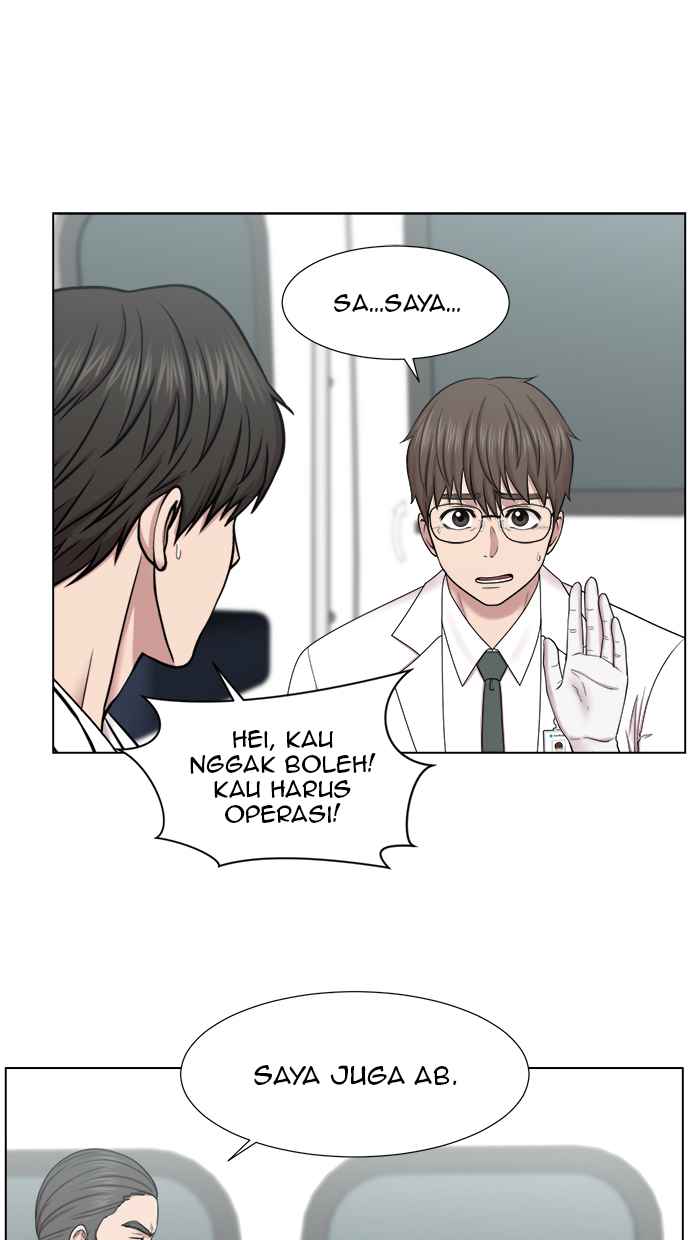 SA...SAYA...
HEI, KAU
NGGAK BOLEH!
KAU HARUS
OPERASI!
SAYA JUGA AB.